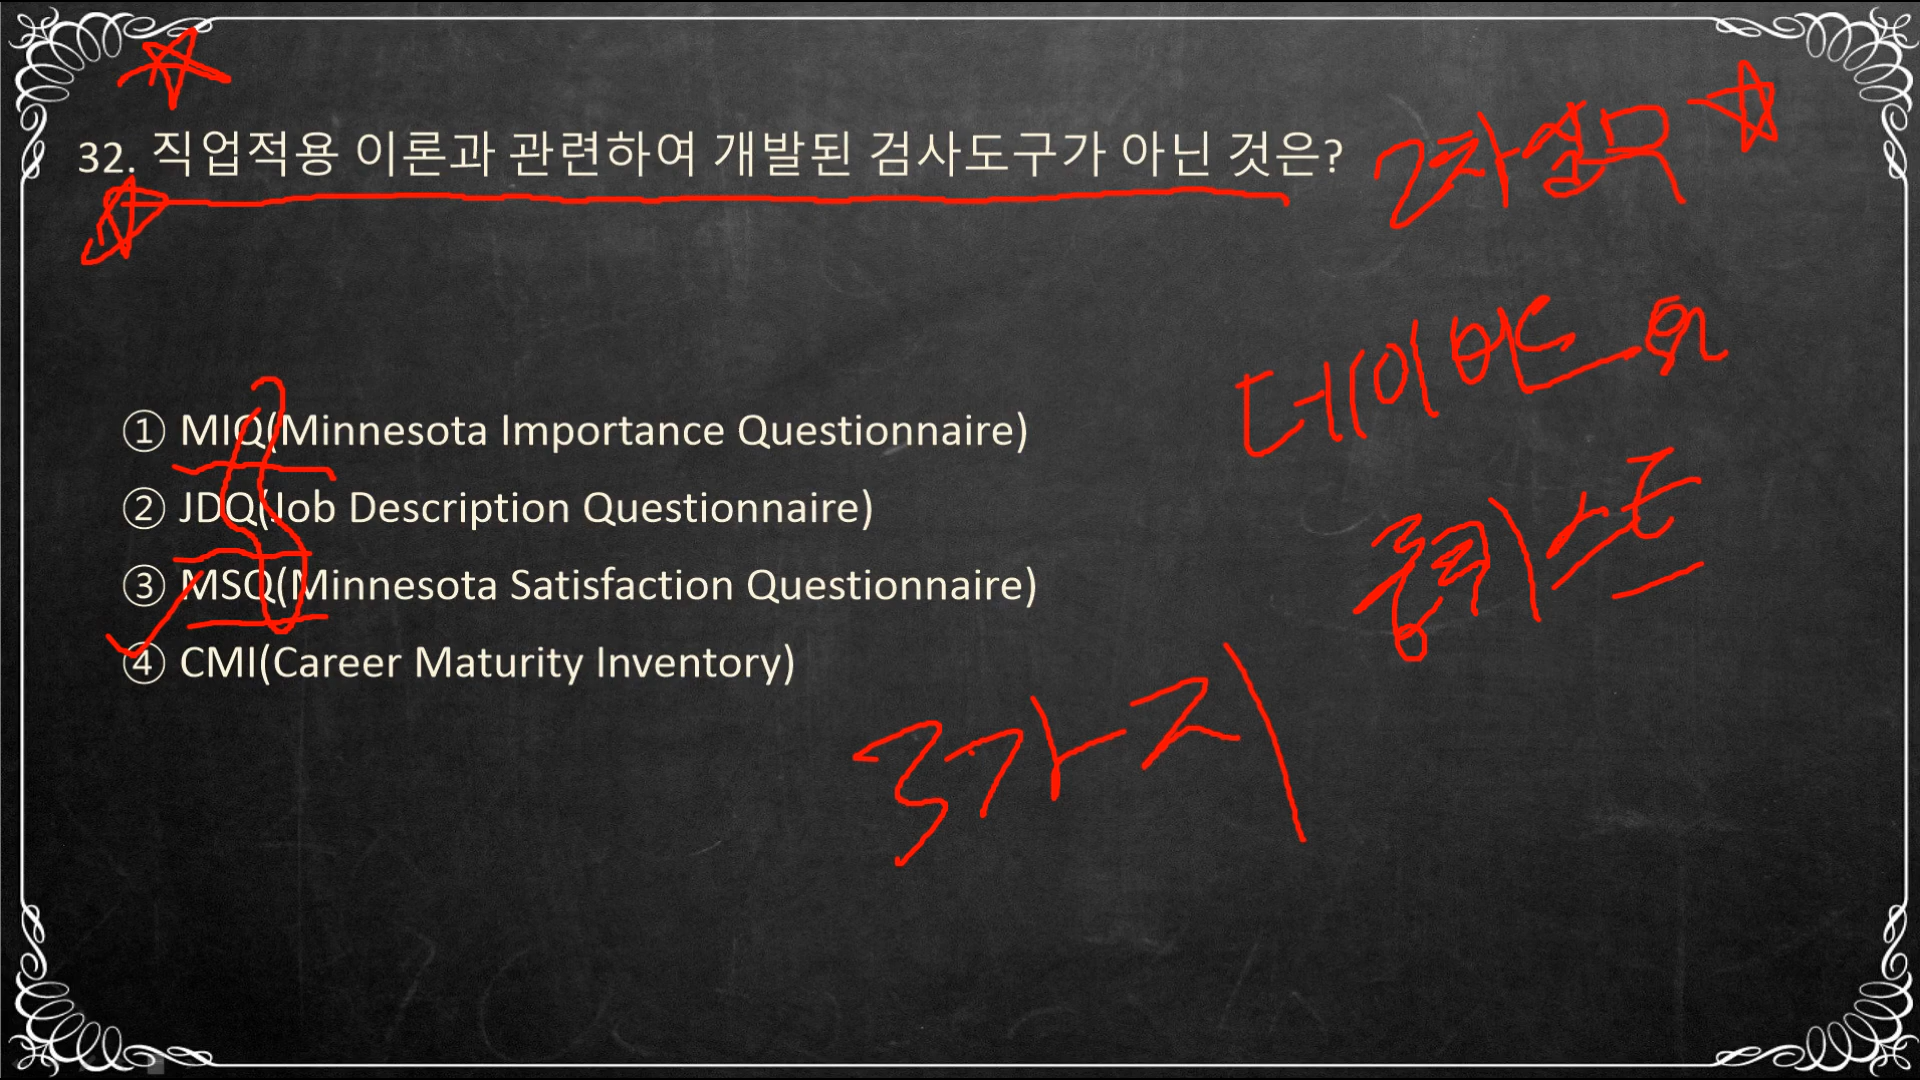 32. 직업적용 이론과 관련하여 개발된 검사도구가 아닌 것은?
2차실무
데이비스와
롭퀴스트
① MIQ(Minnesota Importance Questionnaire)
② JDQ(Job Description Questionnaire)
③ MSQ(Minnesota Satisfaction Questionnaire)
④ CMI(Career Maturity Inventory)
3가지